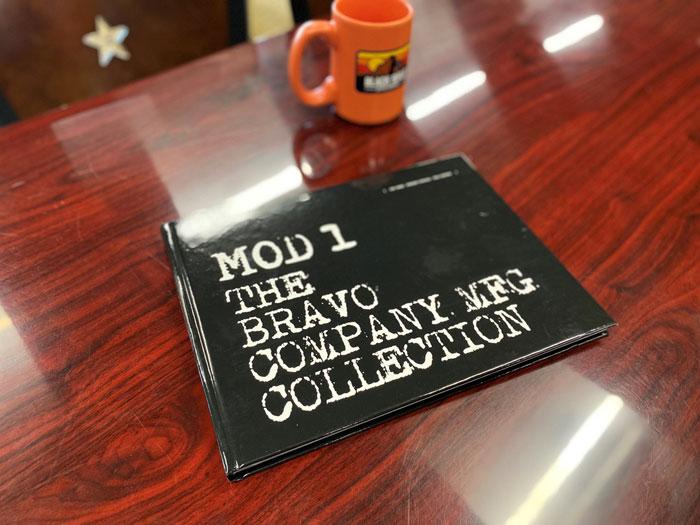 MOD 1
THE
BRAVO
COMPANY MFG
COLLECTION